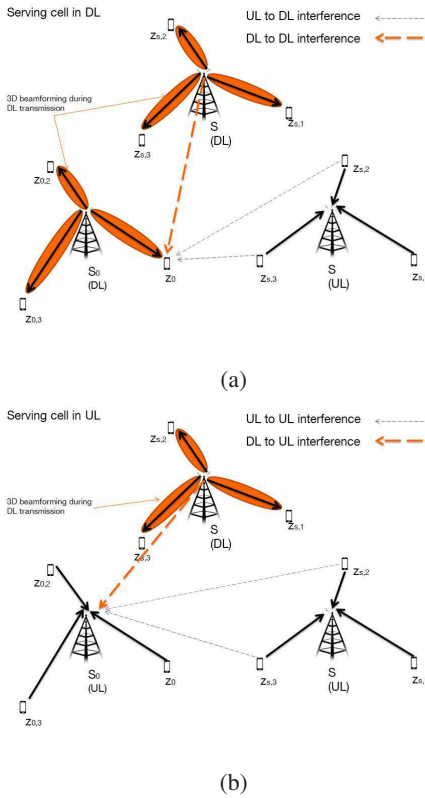 Serving cell in DL
UL to DL interference
DL to DL interference
Zs,2
3D beamforming during
DL transmission
Zs,1
Zs,3
S
(DL)
Z0,2
Zs,2
S0
(DL)
Z0
Zs,3
S
(UL)
Zs,
Z0,3
(a)
Serving cell in UL
UL to UL interference
DL to UL interference
Zs,2
3D beamforming during
DL transmission
Zs,1
S
(DL)
Zs,3
Z0,2
Zs,2
S0
(UL)
Z0
Zs,3
S
(UL)
Zs,
Z0,3
(b)